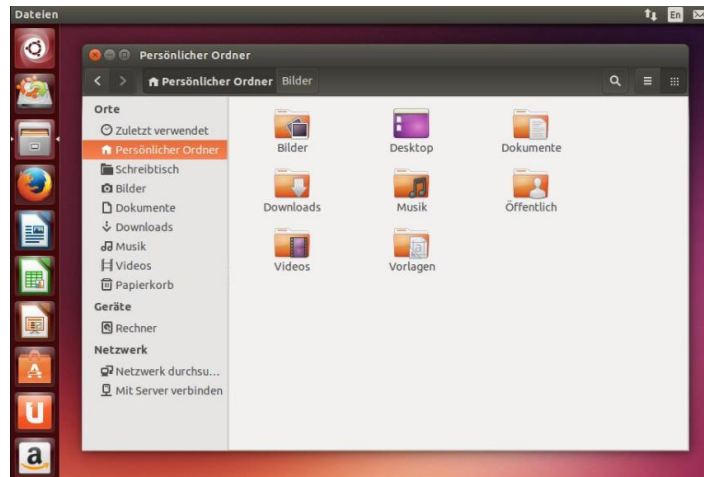 Dateien
En
Persönlicher Ordner
Persönlicher Ordner Bilder
Orte
Zuletzt verwendet
Persönlicher Ordner
Schreibtisch
Bilder
Dokumente
Downloads
Musik
Videos
Papierkorb
Geräte
Rechner
Netzwerk
Netzwerk durchsu...
Mit Server verbinden
Bilder Desktop Dokumente
Downloads Musik Öffentlich
Videos Vorlagen
A
U
a